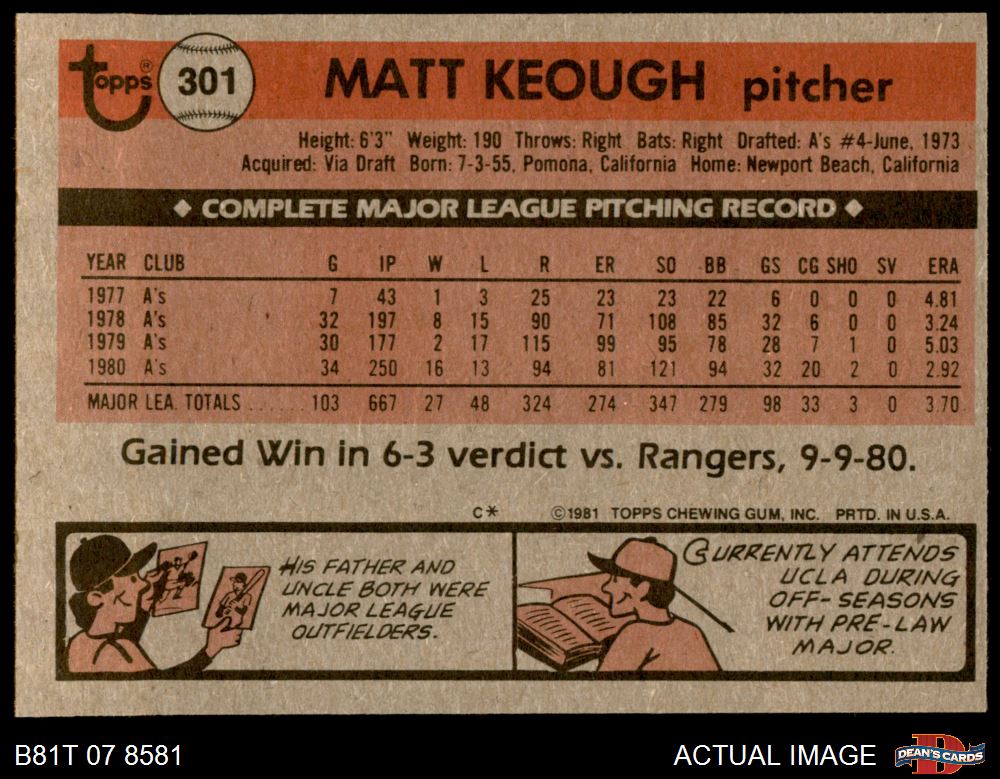 Topps® 301 MATT KEOUGH pitcher
Height: 6'3" Weight: 190 Throws: Right Bats: Right Drafted: A's #4-June, 1973
Acquired: Via Draft Born: 7-3-55, Pomona, California Home: Newport Beach, California
◆ COMPLETE MAJOR LEAGUE PITCHING RECORD ◆
YEAR CLUB G IP W L R ER SO BB GS CG SHO SV ERA
1977 A's 7 43 1 3 25 23 23 22 6 0 0 0 4.81
1978 A's 32 197 8 15 90 71 108 85 32 6 0 0 3.24
1979 A's 30 177 2 17 115 99 95 78 28 7 1 0 5.03
1980 A's 34 250 16 13 94 81 121 94 32 20 2 0 2.92
MAJOR LEA. TOTALS ...... 103 667 27 48 324 274 347 279 98 33 3 0 3.70
Gained Win in 6-3 verdict vs. Rangers, 9-9-80.
C* ©1981 TOPPS CHEWING GUM, INC. PRTD. IN U.S.A.
HIS FATHER AND
UNCLE BOTH WERE
MAJOR LEAGUE
OUTFIELDERS.
CURRENTLY ATTENDS
UCLA DURING
OFF-SEASONS
WITH PRE-LAW
MAJOR.
B81T 07 8581 ACTUAL IMAGE DEAN'S CARDS